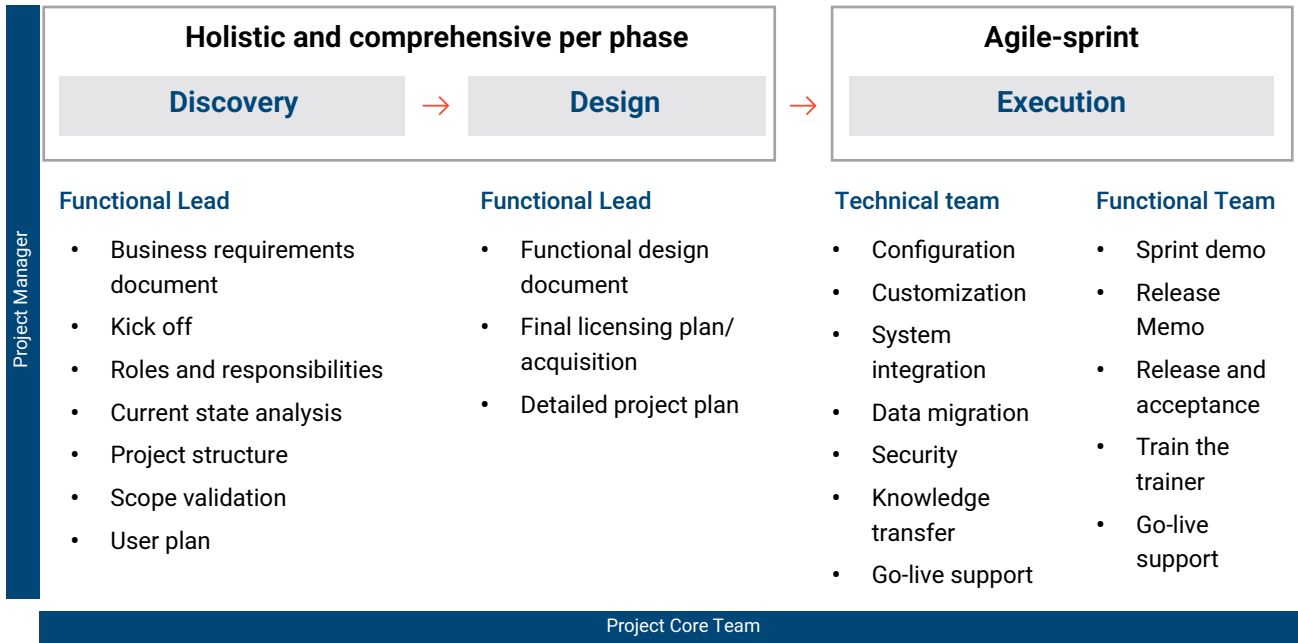 Holistic and comprehensive per phase
Agile-sprint
Discovery
Design
Execution
Project Manager
Functional Lead
• Business requirements
document
• Kick off
• Roles and responsibilities
• Current state analysis
• Project structure
• Scope validation
• User plan
Functional Lead
• Functional design
document
• Final licensing plan/
acquisition
• Detailed project plan
Technical team
• Configuration
• Customization
• System
integration
• Data migration
• Security
• Knowledge
transfer
• Go-live support
Functional Team
• Sprint demo
• Release
Memo
• Release and
acceptance
• Train the
trainer
• Go-live
support
Project Core Team